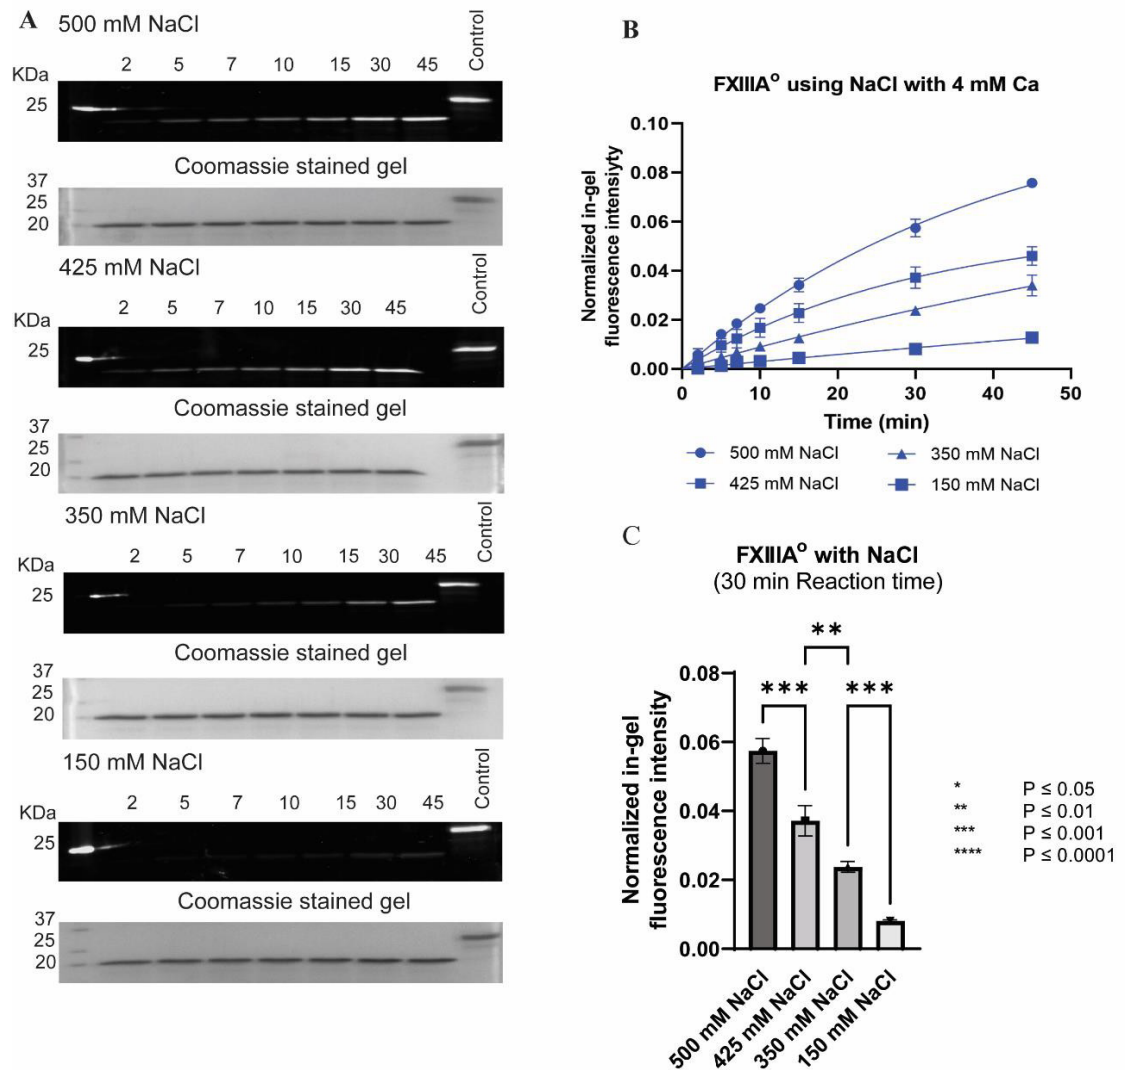 A
500 mM NaCl
2 5 7 10 15 30 45 Control
KDa
25
Coomassie stained gel
37
25
20
425 mM NaCl
2 5 7 10 15 30 45 Control
KDa
25
Coomassie stained gel
37
25
20
350 mM NaCl
2 5 7 10 15 30 45 Control
KDa
25
Coomassie stained gel
37
25
20
150 mM NaCl
2 5 7 10 15 30 45 Control
KDa
25
Coomassie stained gel
37
25
20
B
FXIIIAᴼ using NaCl with 4 mM Ca
Normalized in-gel
fluorescence intensiyty
0.10
0.08
0.06
0.04
0.02
0.00
0 10 20 30 40 50
Time (min)
500 mM NaCl 350 mM NaCl
425 mM NaCl 150 mM NaCl
C
FXIIIAᴼ with NaCl
(30 min Reaction time)
Normalized in-gel
fluorescence intensity
**
*** ***
0.08
0.06
0.04
0.02
0.00
500 mM NaCl
425 mM NaCl
350 mM NaCl
150 mM NaCl
* P ≤ 0.05
** P ≤ 0.01
*** P ≤ 0.001
**** P ≤ 0.0001